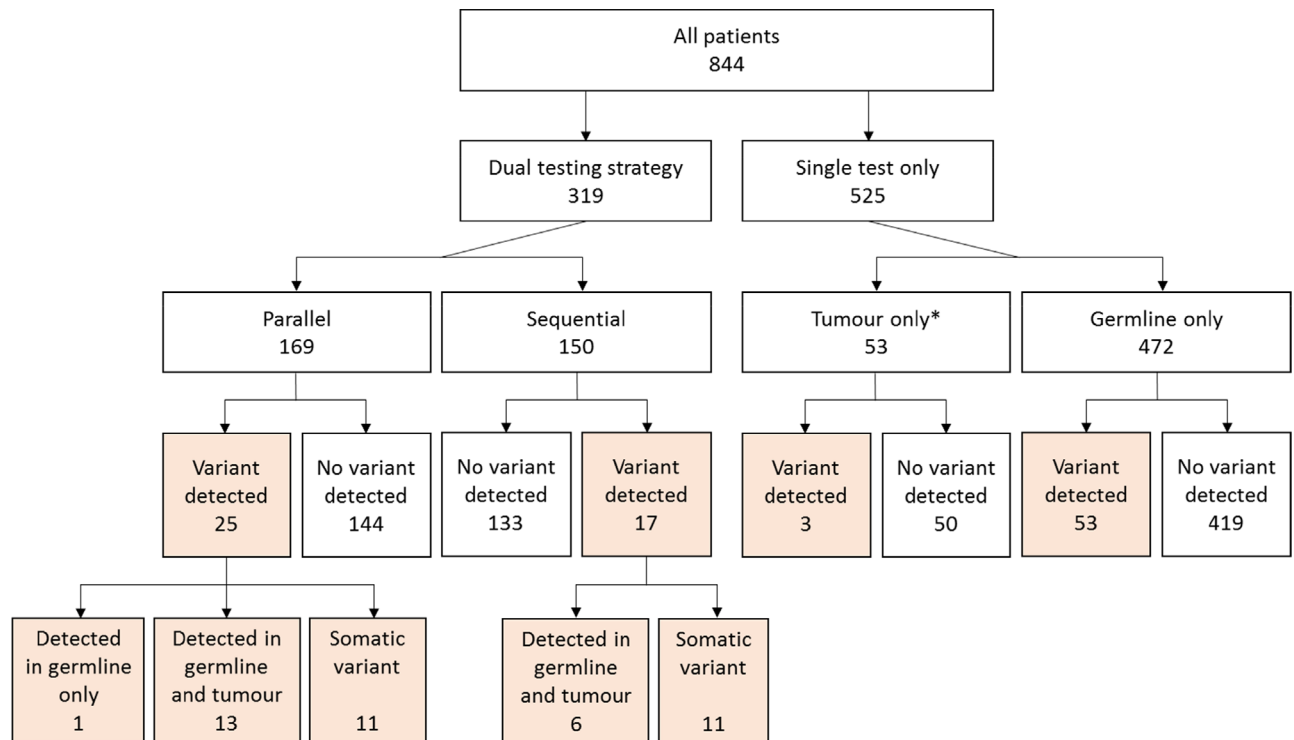 All patients
844
Dual testing strategy
319
Single test only
525
Parallel
169
Sequential
150
Tumour only*
53
Germline only
472
Variant
detected
25
No variant
detected
144
No variant
detected
133
Variant
detected
17
Variant
detected
3
No variant
detected
50
Variant
detected
53
No variant
detected
419
Detected
in germline
only
1
Detected in
germline
and tumour
13
Somatic
variant
11
Detected in
germline
and tumour
6
Somatic
variant
11